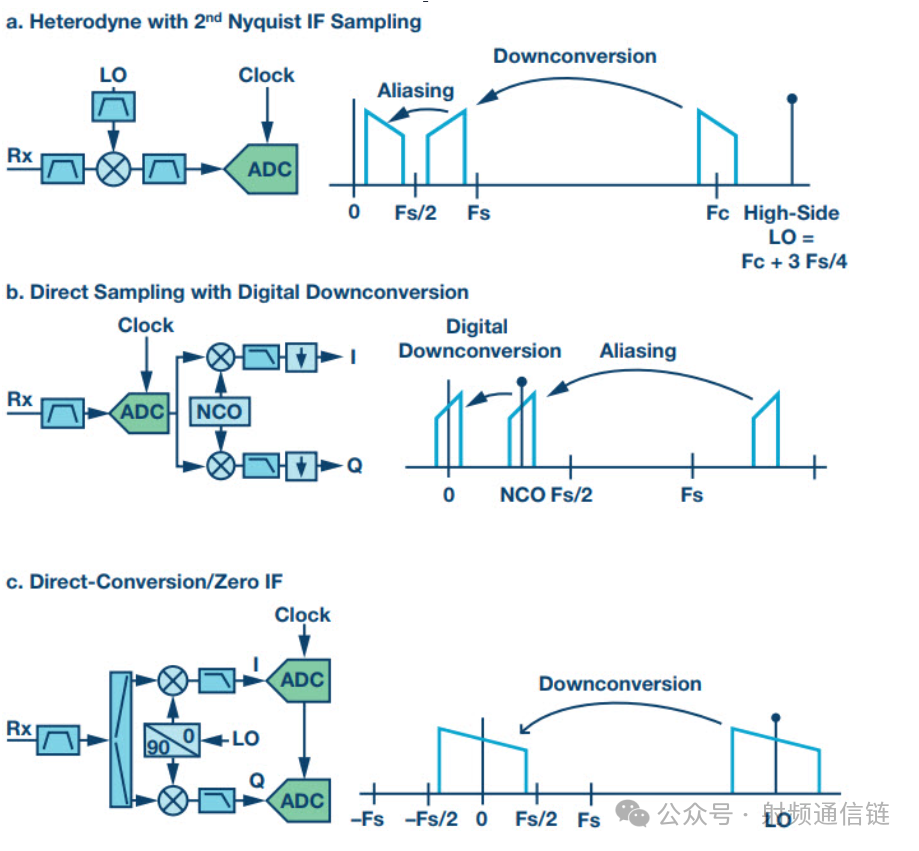 a. Heterodyne with 2nd Nyquist IF Sampling
LO
Clock
Rx
ADC
Downconversion
Aliasing
0
Fs/2
Fs
Fc
High-Side
LO =
Fc + 3 Fs/4
b. Direct Sampling with Digital Downconversion
Clock
Rx
ADC
NCO
I
Q
Digital
Downconversion
Aliasing
0
NCO
Fs/2
Fs
c. Direct-Conversion/Zero IF
Clock
I
ADC
Rx
90
0
LO
Q
ADC
Downconversion
–Fs
–Fs/2
0
Fs/2
Fs
LO
公众号 · 射频通信链